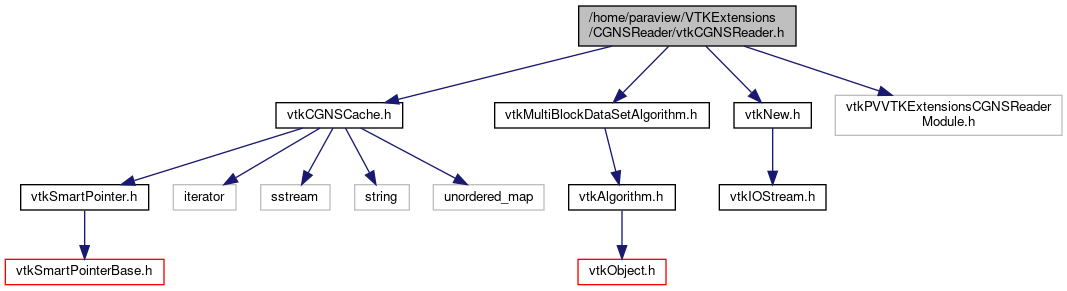 /home/paraview/VTKExtensions
/CGNSReader/vtkCGNSReader.h
vtkCGNSCache.h
vtkMultiBlockDataSetAlgorithm.h
vtkNew.h
vtkPVVTKExtensionsCGNSReader
Module.h
vtkSmartPointer.h
iterator
sstream
string
unordered_map
vtkAlgorithm.h
vtkIOStream.h
vtkSmartPointerBase.h
vtkObject.h